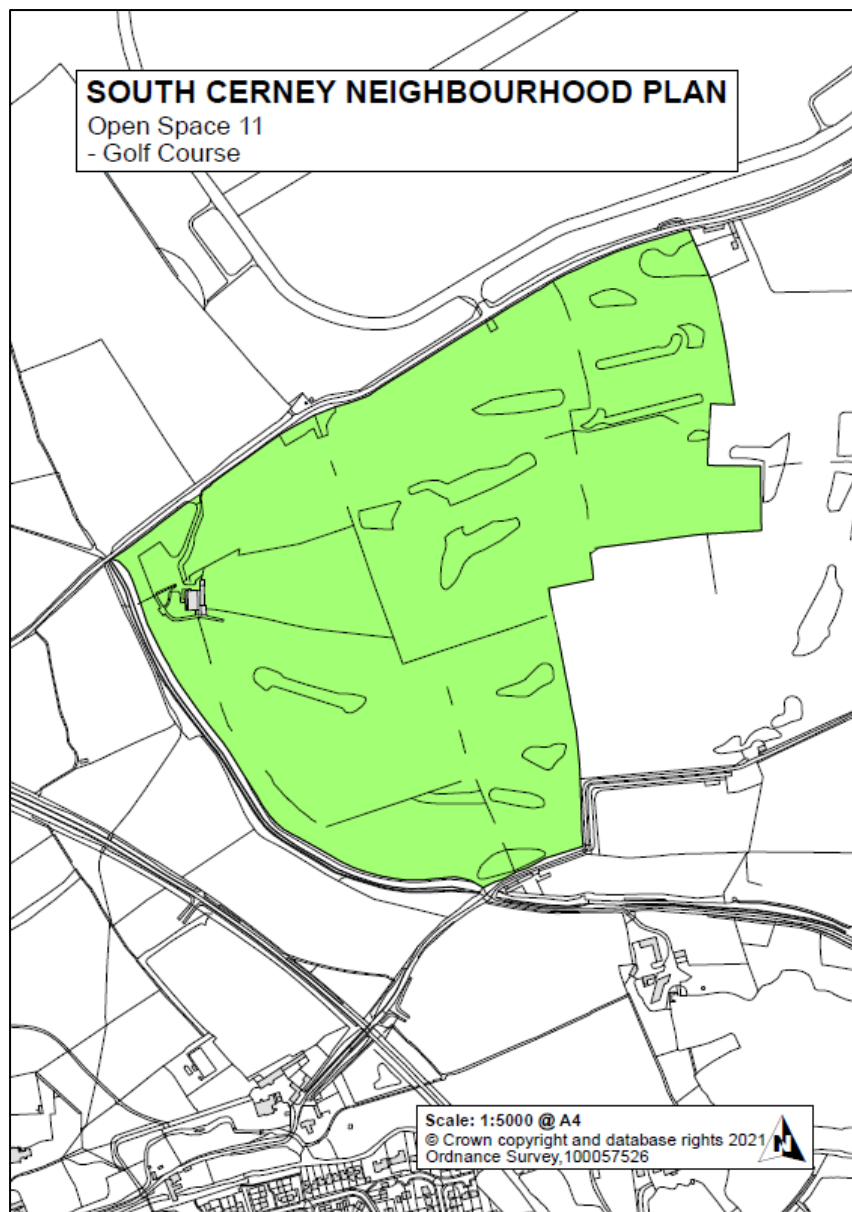 SOUTH CERNEY NEIGHBOURHOOD PLAN
Open Space 11
- Golf Course
Scale: 1:5000 @ A4
© Crown copyright and database rights 2021
Ordnance Survey,100057526
N